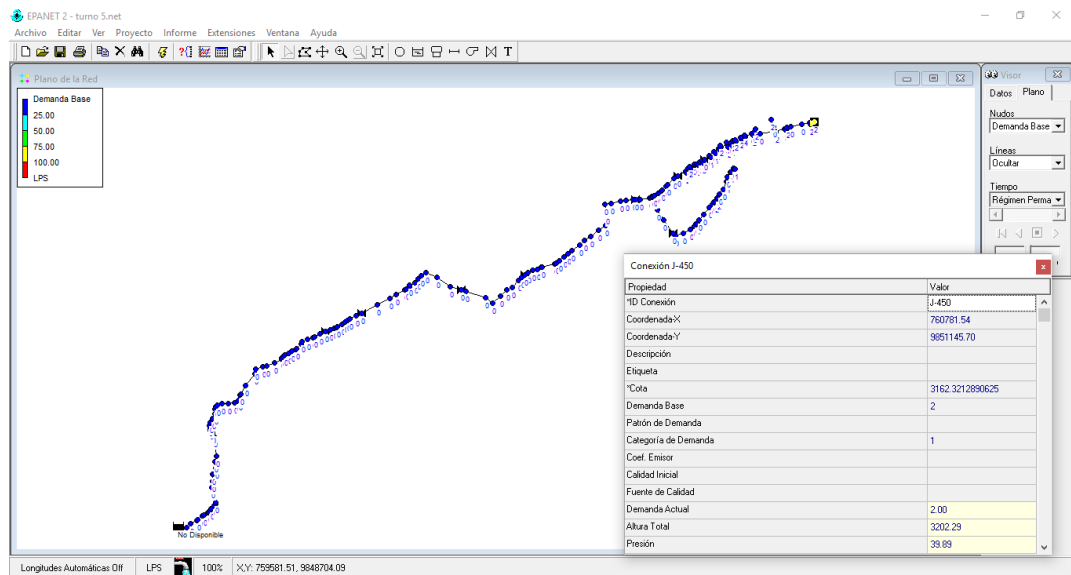 EPANET 2 - turno 5.net
Archivo Editar Ver Proyecto Informe Extensiones Ventana Ayuda
T
Plano de la Red
Visor
Datos Plano
Demanda Base
25.00
50.00
75.00
100.00
LPS
Nudos
Demanda Base
Líneas
Ocultar
Tiempo
Régimen Perma
No Disponible
Conexión J-450
Propiedad Valor
*ID Conexión J-450
Coordenada-X 760781.54
Coordenada-Y 9851145.70
Descripción
Etiqueta
*Cota 3162.3212890625
Demanda Base 2
Patrón de Demanda
Categoría de Demanda 1
Coef. Emisor
Calidad Inicial
Fuente de Calidad
Demanda Actual 2.00
Altura Total 3202.29
Presión 39.89
Longitudes Automáticas Off LPS 100% X,Y: 759581.51, 9848704.09